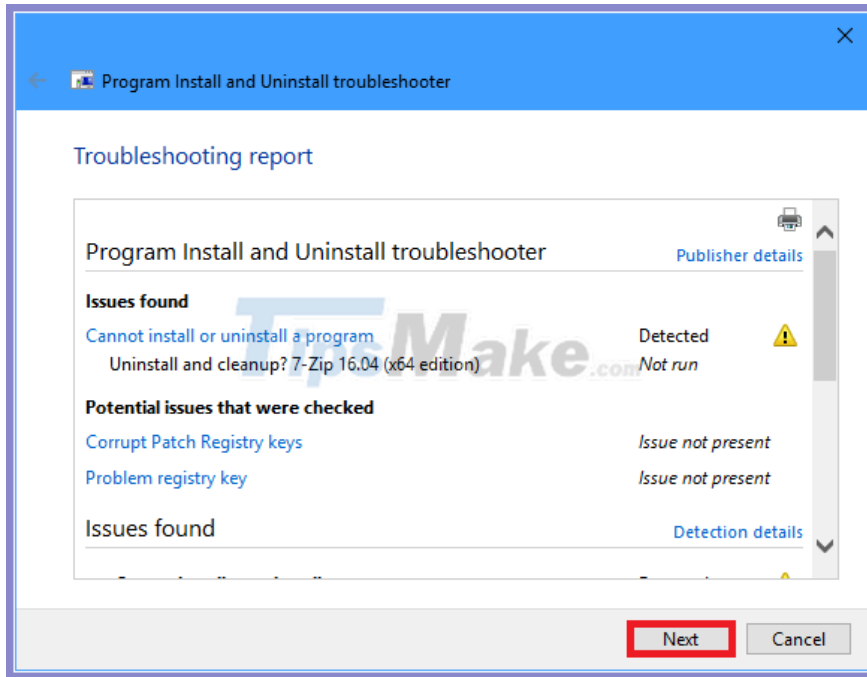 Program Install and Uninstall troubleshooter
Troubleshooting report
Program Install and Uninstall troubleshooter
Publisher details
Issues found
Cannot install or uninstall a program Detected
Uninstall and cleanup? 7-Zip 16.04 (x64 edition) Not run
TipsMake.com
Potential issues that were checked
Corrupt Patch Registry keys Issue not present
Problem registry key Issue not present
Issues found Detection details
Next Cancel